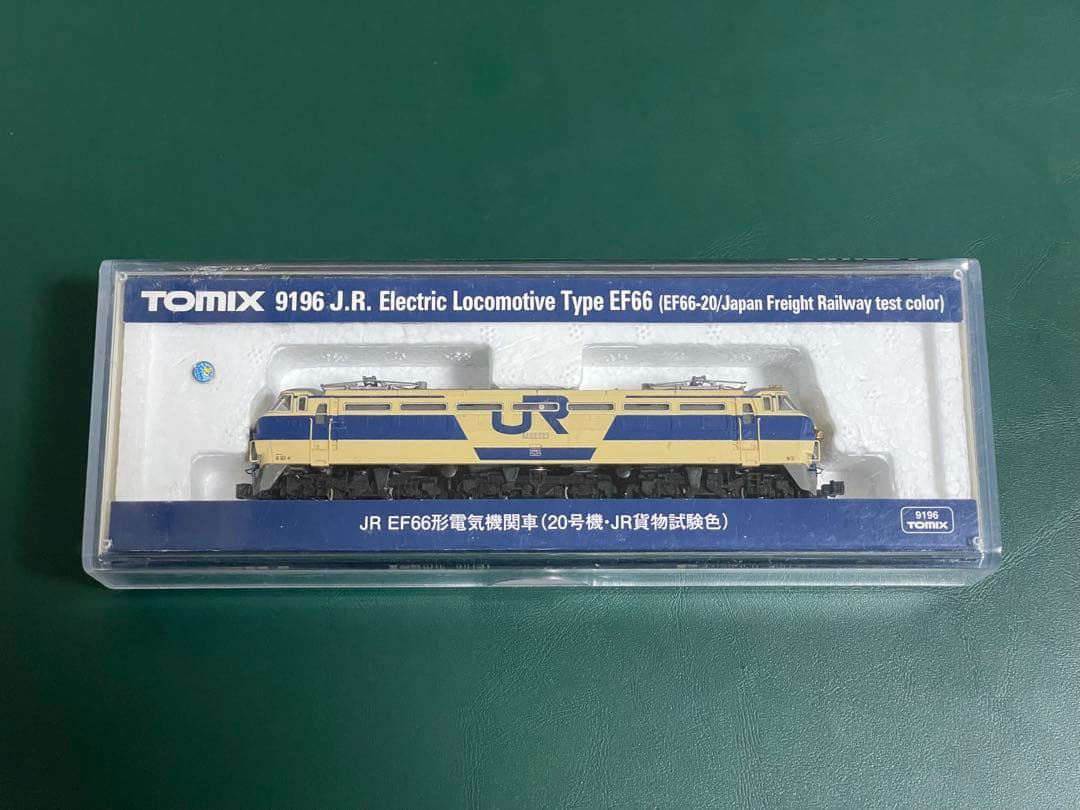 TOMIX 9196 J.R. Electric Locomotive Type EF66 (EF66-20/Japan Freight Railway test color)
JR
JR EF66形電気機関車(20号機・JR貨物試験色)
9196
TOMIX